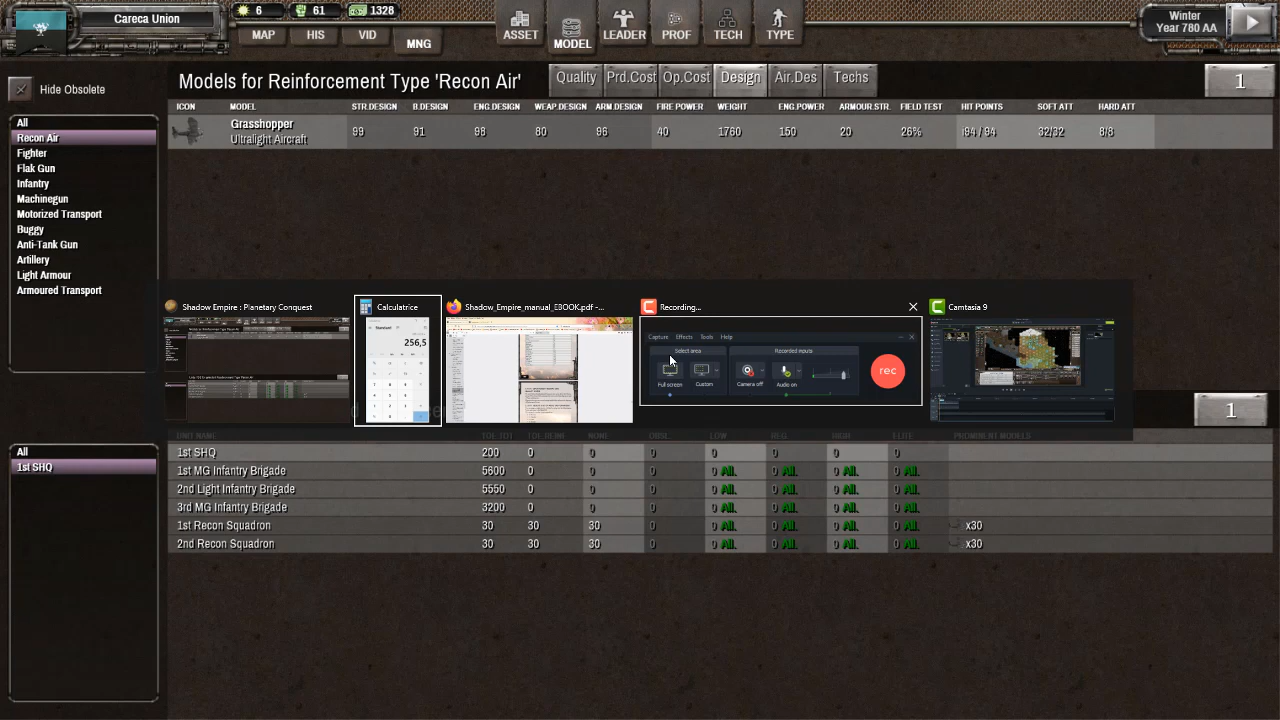 Careca Union
6
61
1328
MAP
HIS
VID
MNG
ASSET
MODEL
LEADER
PROF
TECH
TYPE
Winter
Year 780 AA
Hide Obsolete
Models for Reinforcement Type 'Recon Air'
Quality
Prd.Cost
Op.Cost
Design
Air.Des
Techs
1
ICON MODEL STR.DESIGN B.DESIGN ENG.DESIGN WEAP.DESIGN ARM.DESIGN FIRE POWER WEIGHT ENG.POWER ARMOUR STR. FIELD TEST HIT POINTS SOFT ATT HARD ATT
Grasshopper
Ultralight Aircraft
99 91 98 80 96 40 1760 150 20 26% 94 / 94 32/32 8/8
All
Recon Air
Fighter
Flak Gun
Infantry
Machinegun
Motorized Transport
Buggy
Anti-Tank Gun
Artillery
Light Armour
Armoured Transport
Shadow Empire : Planetary Conquest
Calculatrice
Shadow_Empire_manual_EBOOK.pdf -...
Recording...
Camtasia 9
Standard
256,5
Capture Effects Tools Help
Select area
Recorded inputs
Full screen
Custom
Camera off
Audio on
rec
1
All
1st SHQ
UNIT NAME
PROMINENT MODELS
1st SHQ 200 0 0 0 0 0 0 0
1st MG Infantry Brigade 5600 0 0 0 0 All. 0 All. 0 All. 0 All.
2nd Light Infantry Brigade 5550 0 0 0 0 All. 0 All. 0 All. 0 All.
3rd MG Infantry Brigade 3200 0 0 0 0 All. 0 All. 0 All. 0 All.
1st Recon Squadron 30 30 30 0 0 All. 0 All. 0 All. 0 All. x30
2nd Recon Squadron 30 30 30 0 0 All. 0 All. 0 All. 0 All. x30